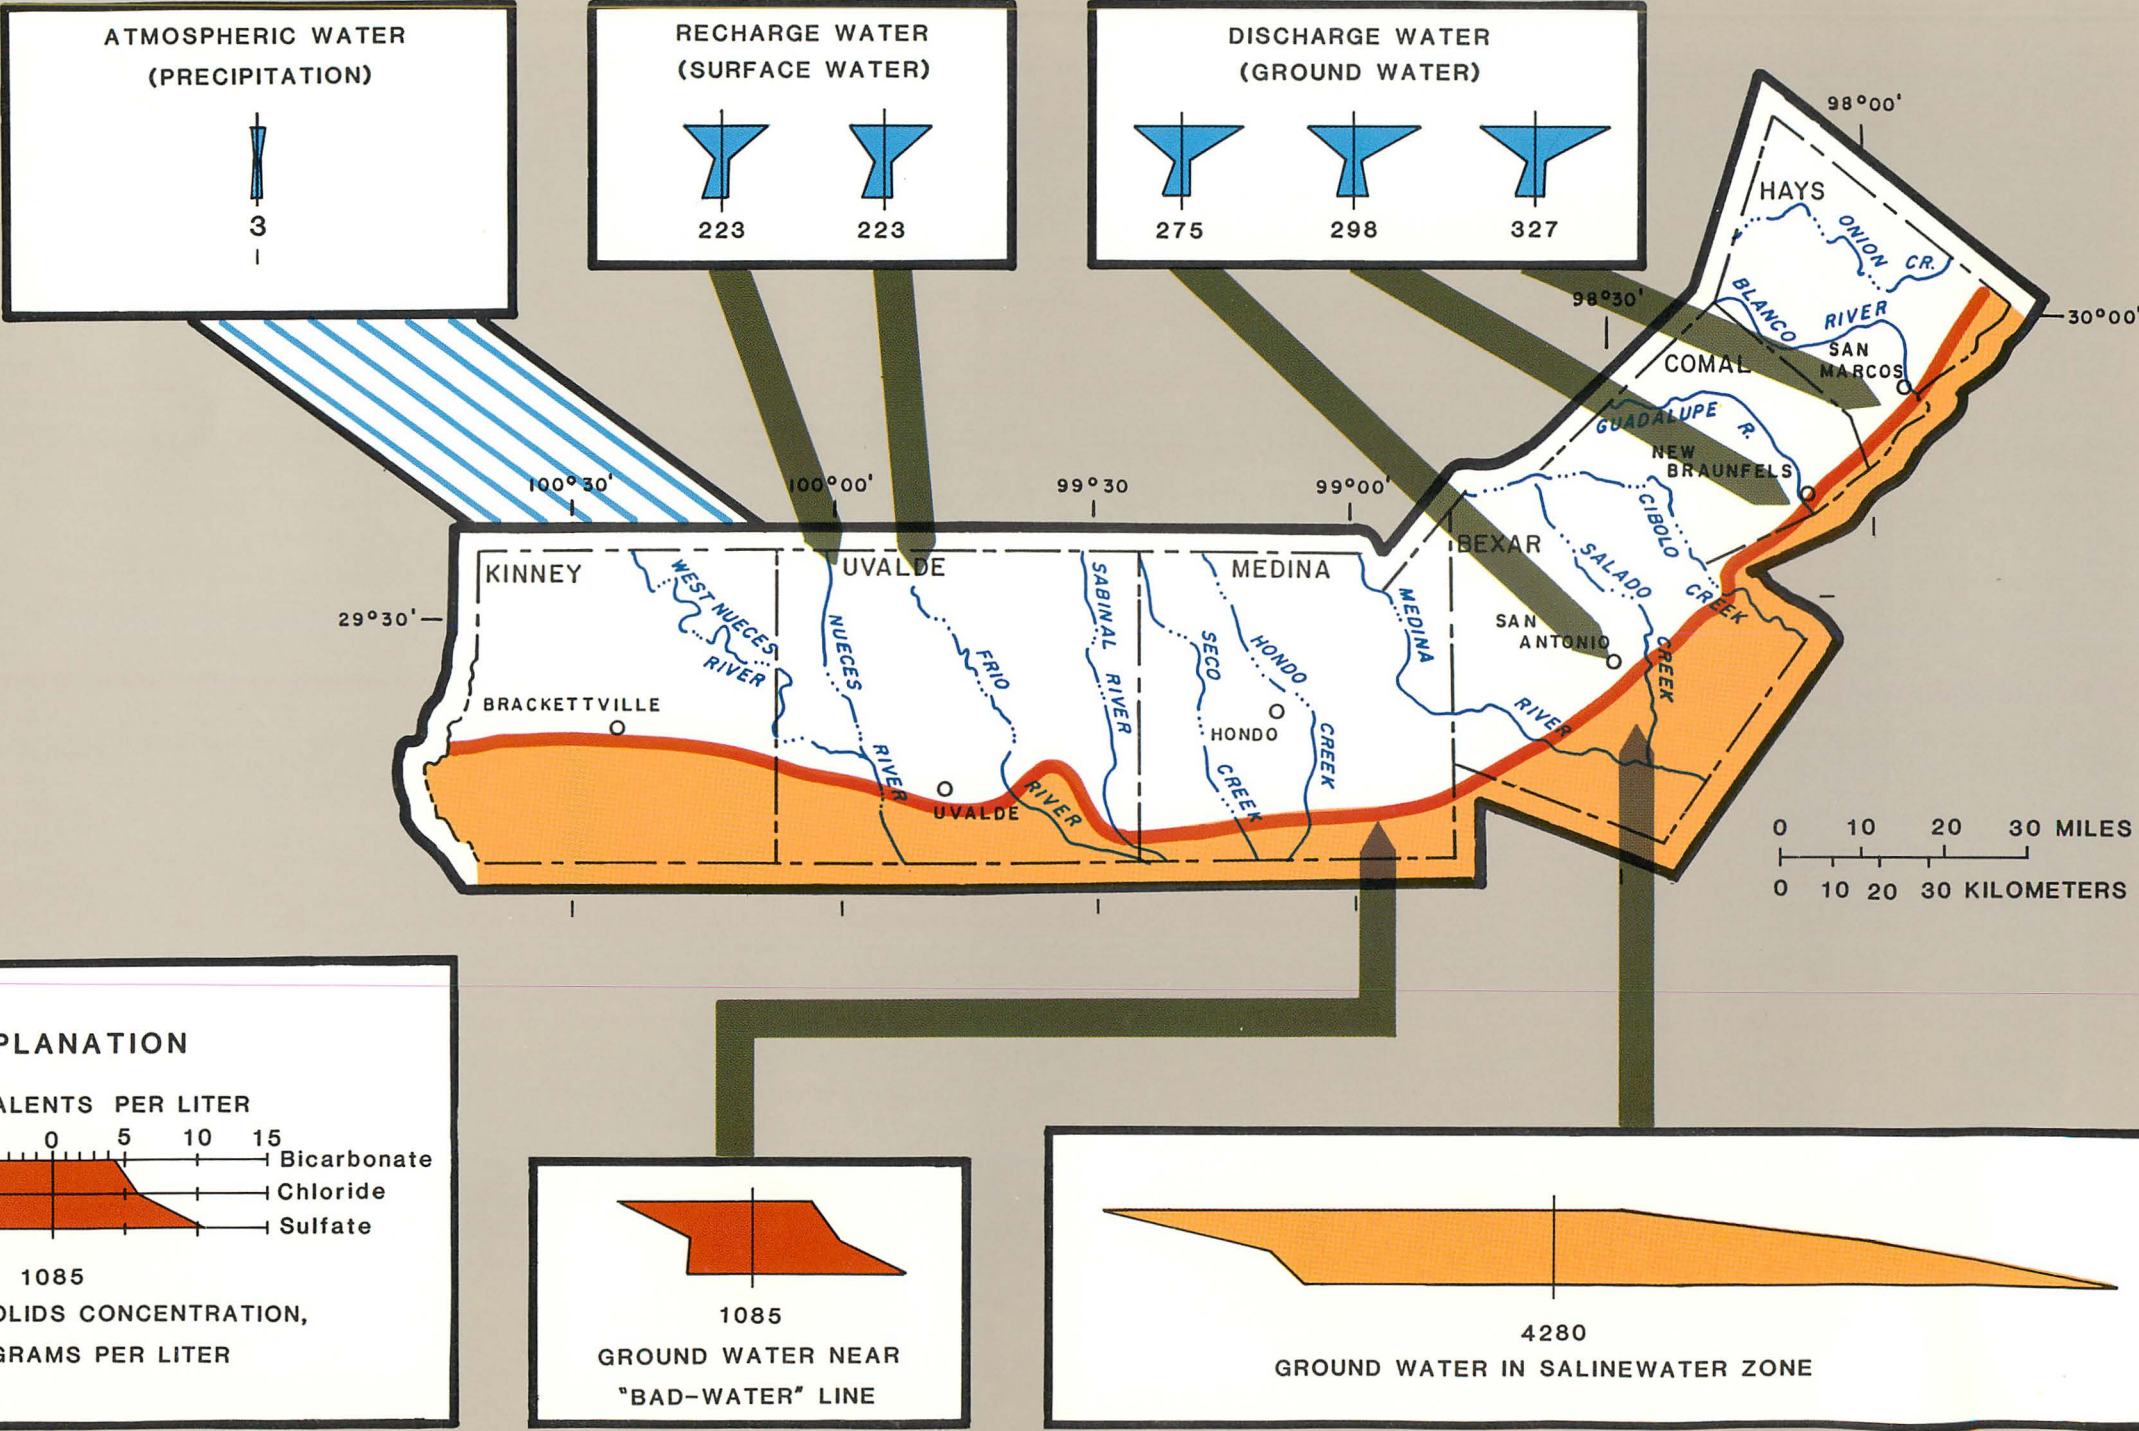 ATMOSPHERIC WATER
(PRECIPITATION)
3
RECHARGE WATER
(SURFACE WATER)
223 223
DISCHARGE WATER
(GROUND WATER)
275 298 327
98°00'
98°30'
30°00'
100°30'
100°00'
99°30
99°00'
29°30'
HAYS
ONION CR.
BLANCO RIVER
SAN
MARCOS
COMAL
GUADALUPE R.
NEW
BRAUNFELS
CIBOLO CREEK
BEXAR
SALADO CREEK
SAN
ANTONIO
KINNEY
WEST NUECES
RIVER
BRACKETTVILLE
UVALDE
NUECES RIVER
FRIO RIVER
UVALDE
SABINAL RIVER
MEDINA
SECO CREEK
HONDO CREEK
HONDO
MEDINA RIVER
0 10 20 30 MILES
0 10 20 30 KILOMETERS
PLANATION
ALENTS PER LITER
0 5 10 15
Bicarbonate
Chloride
Sulfate
1085
OLIDS CONCENTRATION,
GRAMS PER LITER
1085
GROUND WATER NEAR
"BAD-WATER" LINE
4280
GROUND WATER IN SALINEWATER ZONE